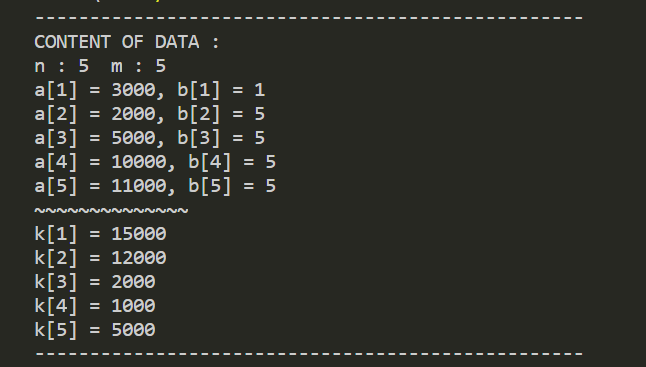 --------------------------------------------------
CONTENT OF DATA :
n : 5  m : 5
a[1] = 3000, b[1] = 1
a[2] = 2000, b[2] = 5
a[3] = 5000, b[3] = 5
a[4] = 10000, b[4] = 5
a[5] = 11000, b[5] = 5
~~~~~~~~~~~~~~
k[1] = 15000
k[2] = 12000
k[3] = 2000
k[4] = 1000
k[5] = 5000
--------------------------------------------------